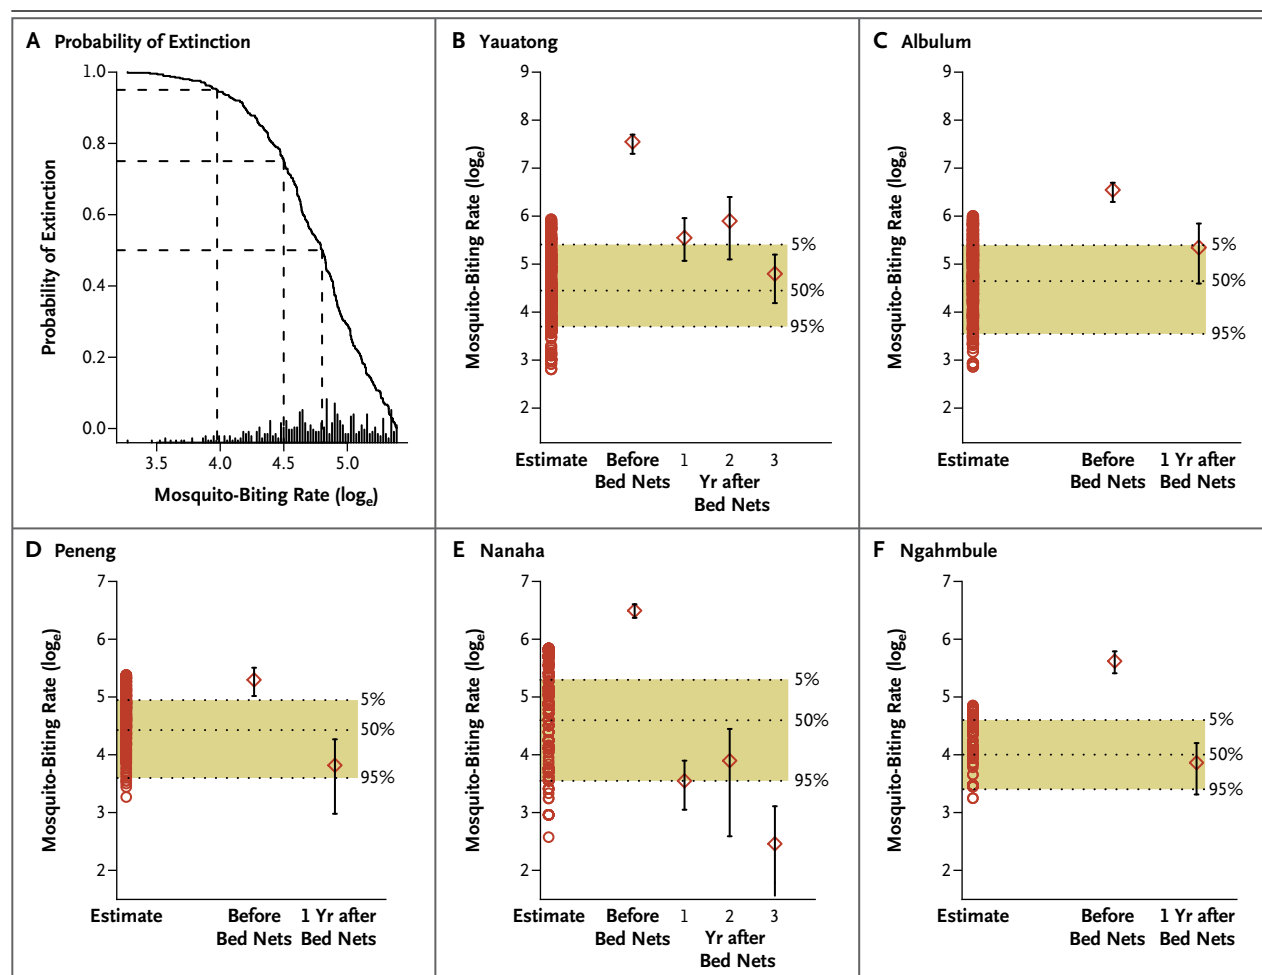 A Probability of Extinction
Probability of Extinction
1.0
0.8
0.6
0.4
0.2
0.0
3.5 4.0 4.5 5.0
Mosquito-Biting Rate (logₑ)
B Yauatong
Mosquito-Biting Rate (logₑ)
9
8
7
6
5
4
3
2
5%
50%
95%
Estimate Before Bed Nets 1 2 3
Yr after
Bed Nets
C Albulum
Mosquito-Biting Rate (logₑ)
9
8
7
6
5
4
3
2
5%
50%
95%
Estimate Before Bed Nets 1 Yr after Bed Nets
D Peneng
Mosquito-Biting Rate (logₑ)
7
6
5
4
3
2
5%
50%
95%
Estimate Before Bed Nets 1 Yr after Bed Nets
E Nanaha
Mosquito-Biting Rate (logₑ)
7
6
5
4
3
2
5%
50%
95%
Estimate Before Bed Nets 1 2 3
Yr after
Bed Nets
F Ngahmbule
Mosquito-Biting Rate (logₑ)
7
6
5
4
3
2
5%
50%
95%
Estimate Before Bed Nets 1 Yr after Bed Nets